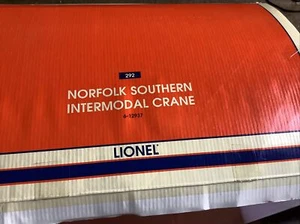 292
NORFOLK SOUTHERN
INTERMODAL CRANE
6-12937
LIONEL